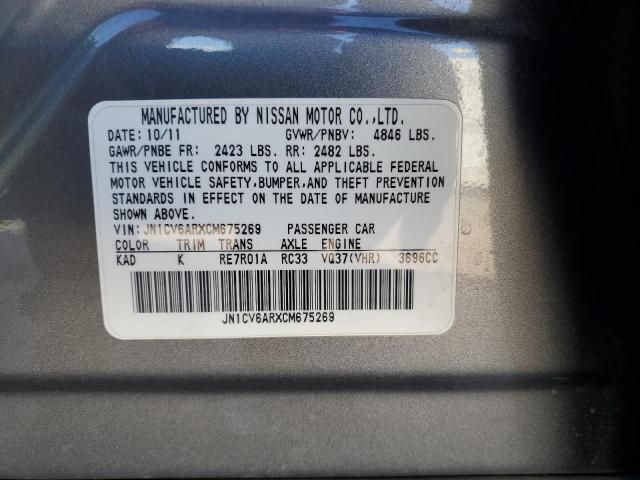 MANUFACTURED BY NISSAN MOTOR CO.,LTD.
DATE: 10/11 GVWR/PNBV: 4846 LBS.
GAWR/PNBE FR: 2423 LBS. RR: 2482 LBS.
THIS VEHICLE CONFORMS TO ALL APPLICABLE FEDERAL
MOTOR VEHICLE SAFETY,BUMPER,AND THEFT PREVENTION
STANDARDS IN EFFECT ON THE DATE OF MANUFACTURE
SHOWN ABOVE.
VIN: JN1CV6ARXCM675269 PASSENGER CAR
COLOR TRIM TRANS AXLE ENGINE
KAD K RE7R01A RC33 VQ37(VHR) 3696CC
JN1CV6ARXCM675269